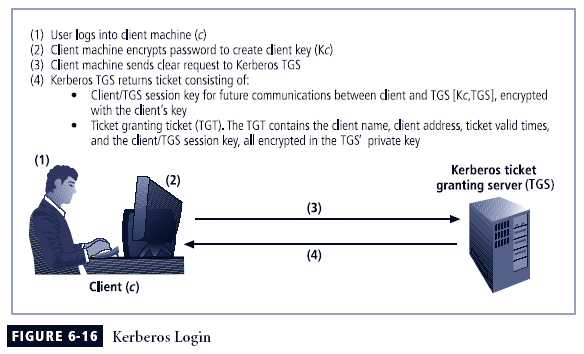 (1) User logs into client machine (c)
(2) Client machine encrypts password to create client key (Kc)
(3) Client machine sends clear request to Kerberos TGS
(4) Kerberos TGS returns ticket consisting of:
• Client/TGS session key for future communications between client and TGS [Kc,TGS], encrypted
with the client's key
• Ticket granting ticket (TGT). The TGT contains the client name, client address, ticket valid times,
and the client/TGS session key, all encrypted in the TGS' private key
(1)
(2)
Kerberos ticket
granting server (TGS)
(3)
(4)
Client (c)
FIGURE 6-16 Kerberos Login